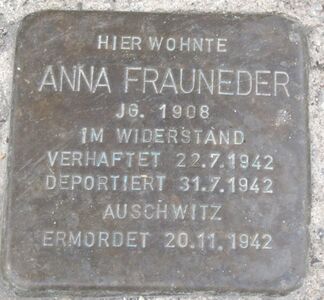 HIER WOHNTE
ANNA FRAUNEDER
JG. 1908
IM WIDERSTAND
VERHAFTET 22.7.1942
DEPORTIERT 31.7.1942
AUSCHWITZ
ERMORDET 20.11.1942